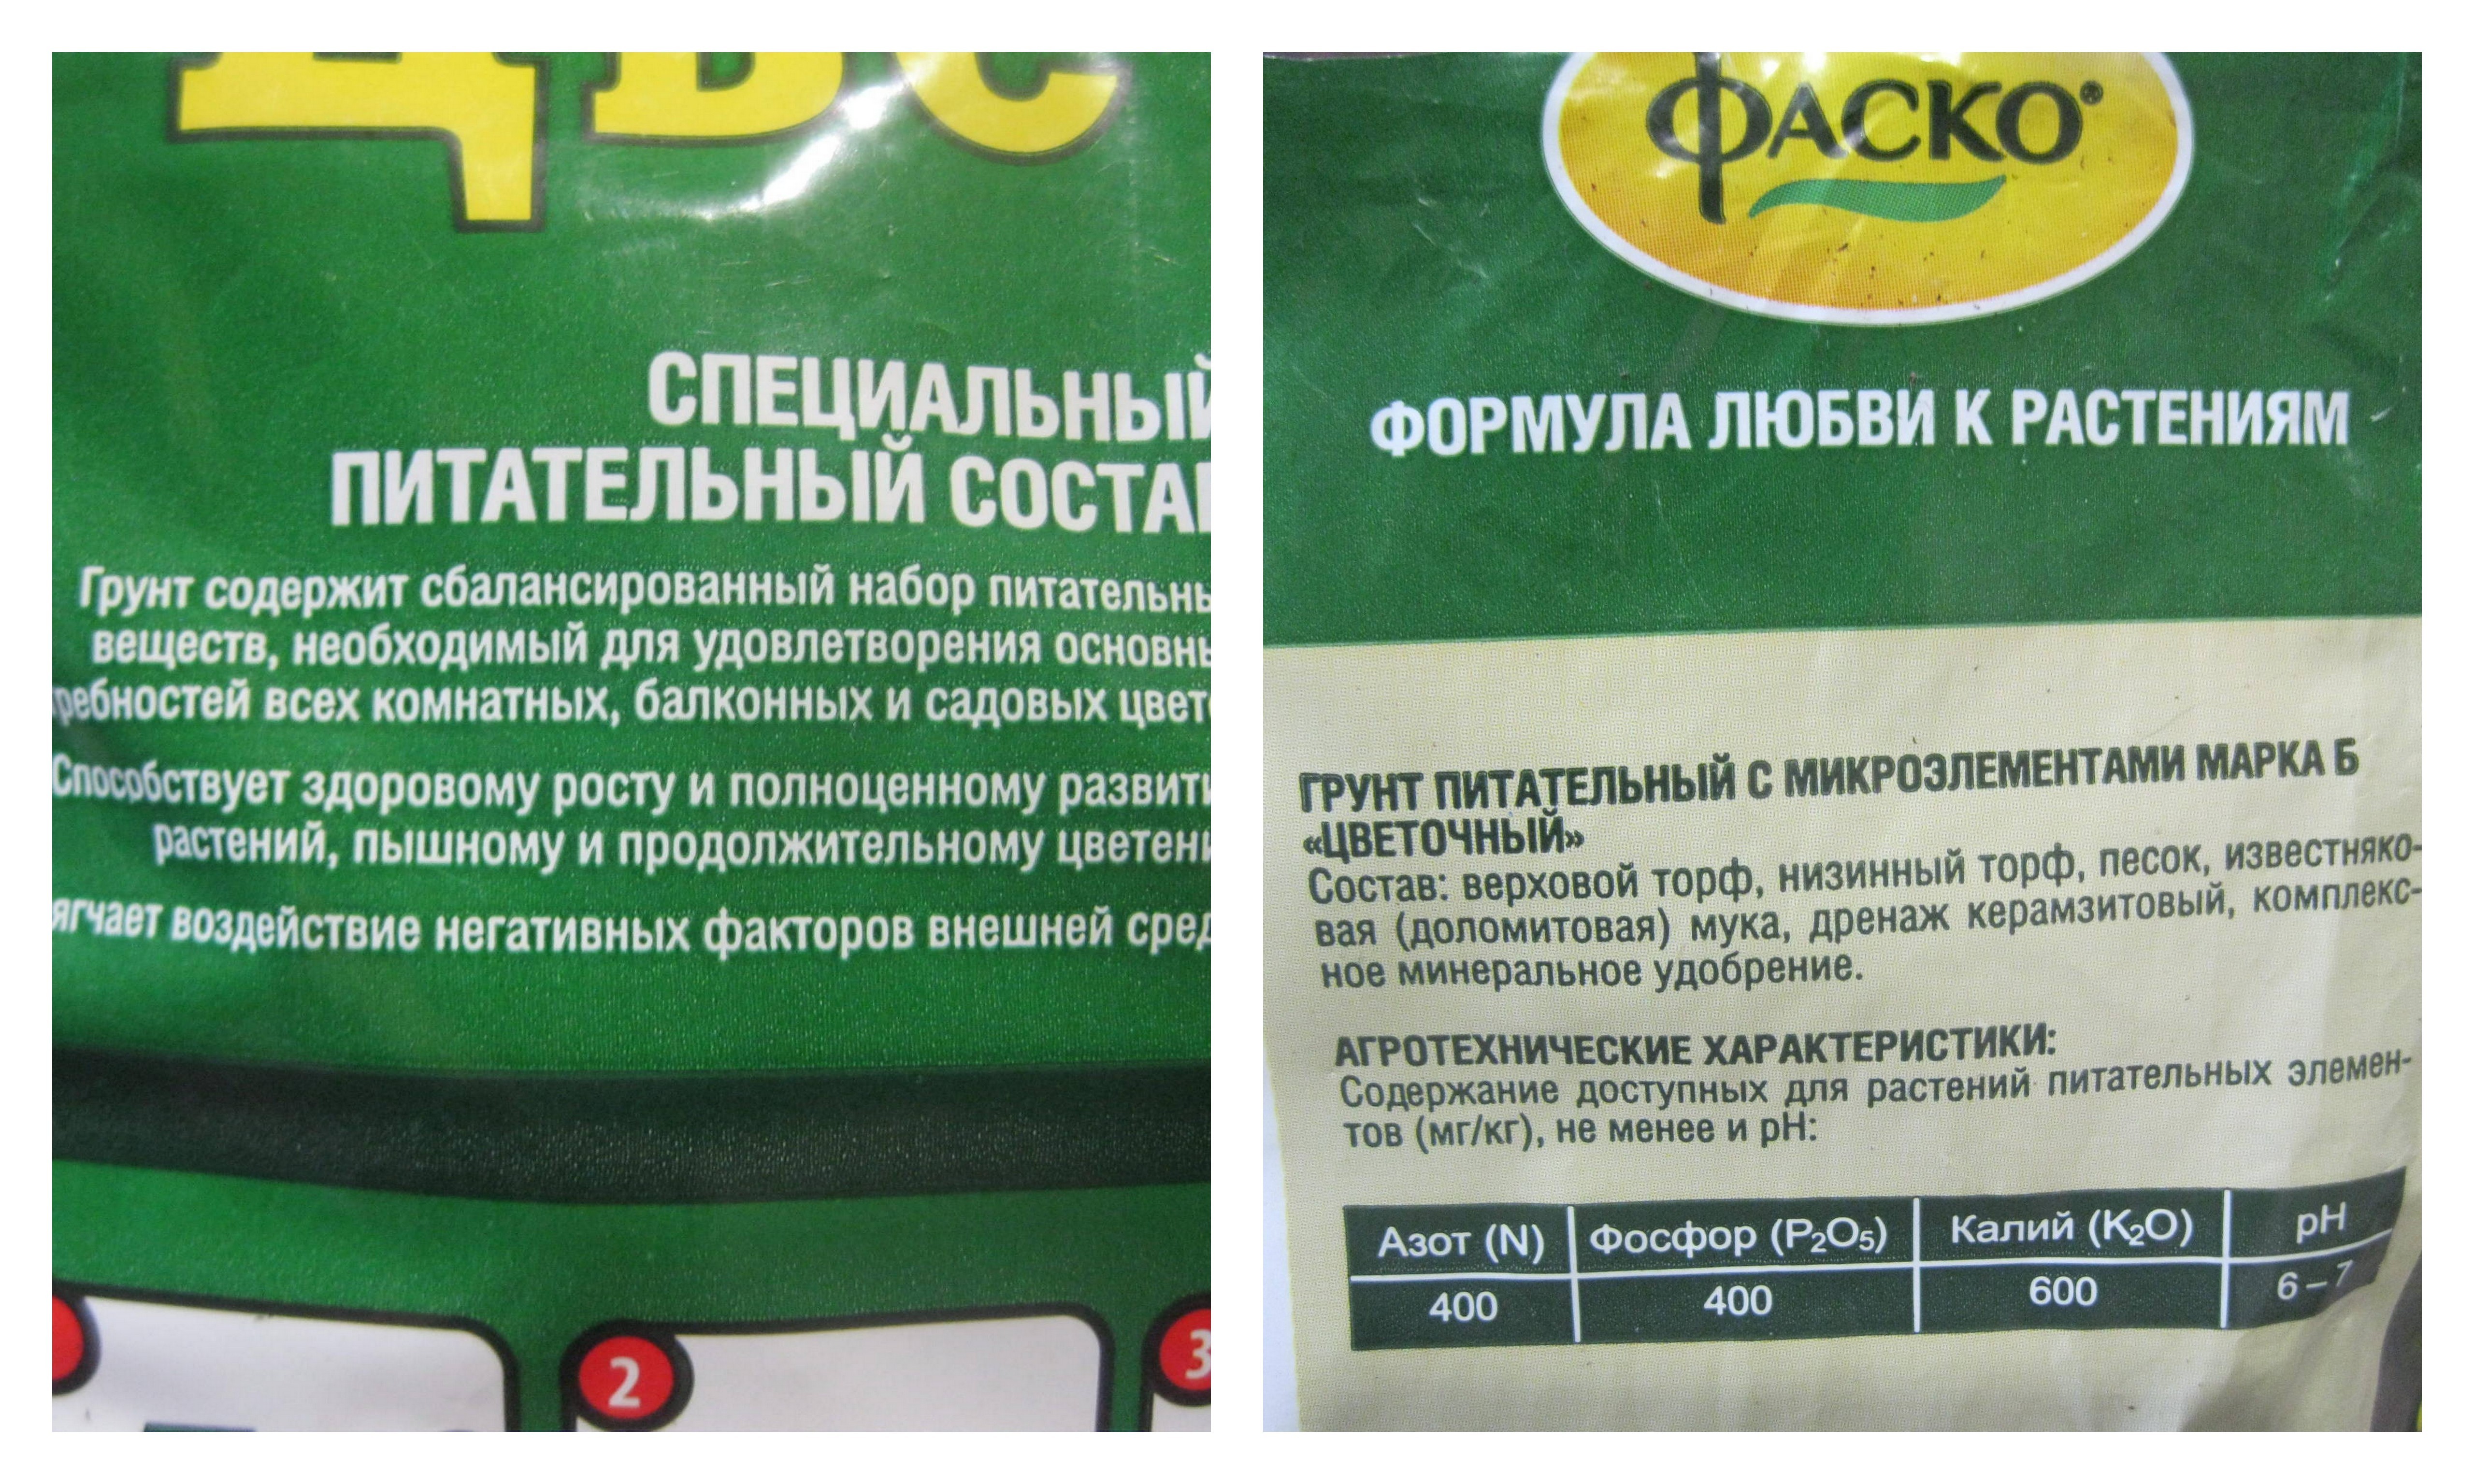 СПЕЦИАЛЬНЫЙ
ПИТАТЕЛЬНЫЙ
Грунт содержит сбалансированный набор
веществ, необходимый для удовлетворения
всех комнатных, балконных и садовых
Способствует здоровому росту и полноценному
растений, пышному и продолжительному
воздействие негативных факторов внешней
2
3
ФАСКО®
ФОРМУЛА ЛЮБВИ К РАСТЕНИЯМ
ГРУНТ ПИТАТЕЛЬНЫЙ С МИКРОЭЛЕМЕНТАМИ МАРКА Б
«ЦВЕТОЧНЫЙ»
Состав: верховой торф, низинный торф, песок, известняко-
вая (доломитовая) мука, дренаж керамзитовый, комплекс-
ное минеральное удобрение.
АГРОТЕХНИЧЕСКИЕ ХАРАКТЕРИСТИКИ:
Содержание доступных для растений питательных элемен-
тов (мг/кг), не менее и pH:
Азот (N) Фосфор (P₂O₅) Калий (K₂O) pH
400 400 600 6 – 7